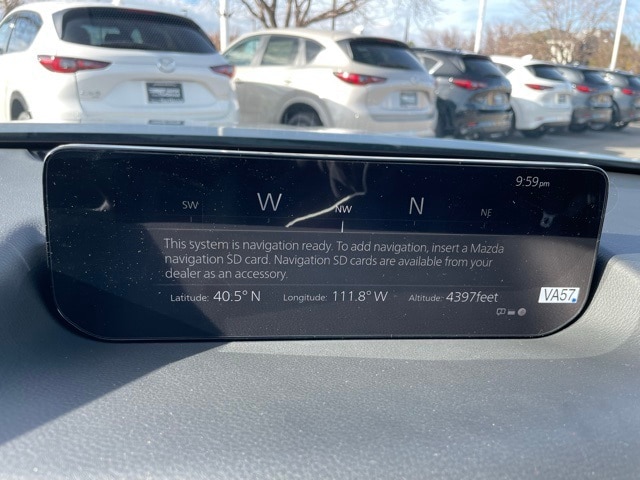 9:59pm
SW W NW N NE
This system is navigation ready. To add navigation, insert a Mazda
navigation SD card. Navigation SD cards are available from your
dealer as an accessory.
Latitude: 40.5° N Longitude: 111.8° W Altitude: 4397feet
VA57